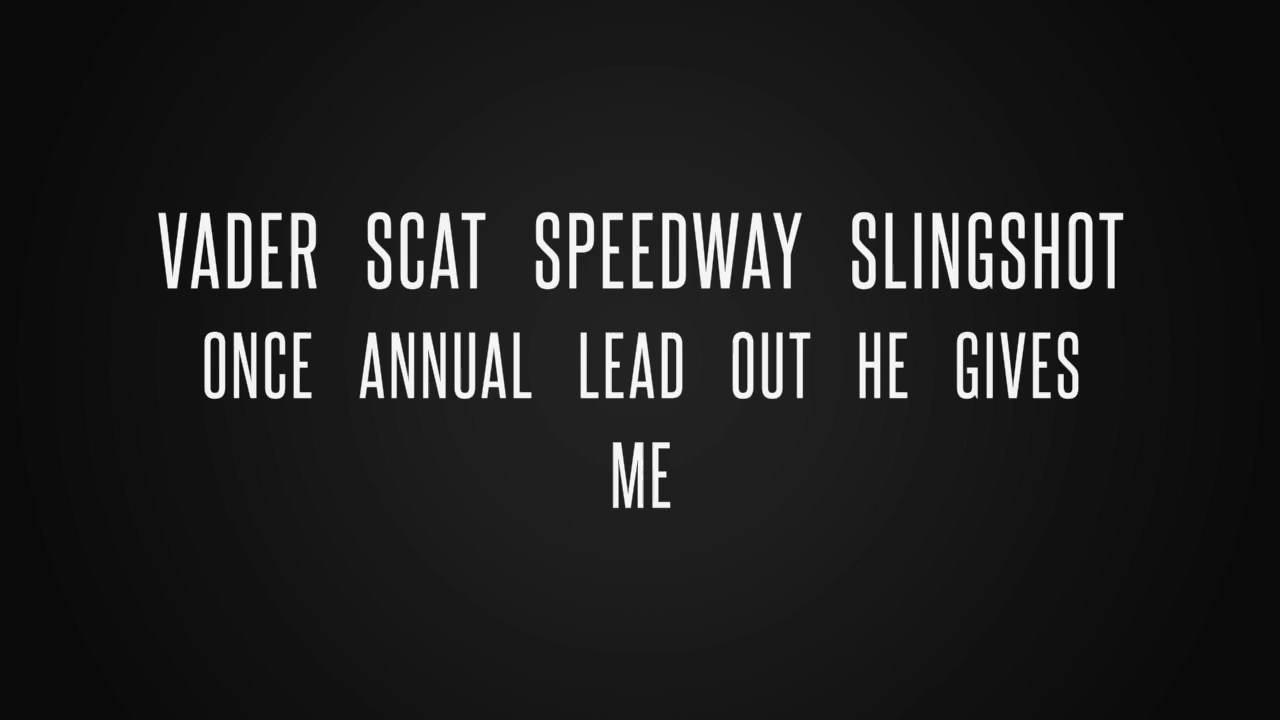 VADER SCAT SPEEDWAY SLINGSHOT
ONCE ANNUAL LEAD OUT HE GIVES
ME